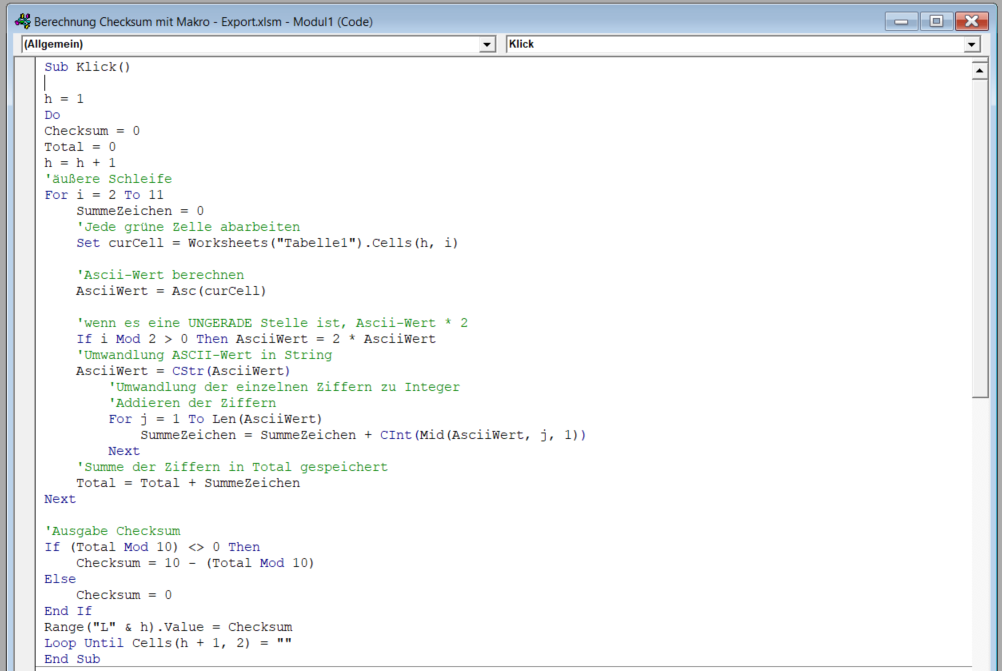 Berechnung Checksum mit Makro - Export.xlsm - Modul1 (Code)
(Allgemein) Klick
Sub Klick()
h = 1
Do
Checksum = 0
Total = 0
h = h + 1
'äußere Schleife
For i = 2 To 11
    SummeZeichen = 0
    'Jede grüne Zelle abarbeiten
    Set curCell = Worksheets("Tabelle1").Cells(h, i)
    'Ascii-Wert berechnen
    AsciiWert = Asc(curCell)
    'wenn es eine UNGERADE Stelle ist, Ascii-Wert * 2
    If i Mod 2 > 0 Then AsciiWert = 2 * AsciiWert
    'Umwandlung ASCII-Wert in String
    AsciiWert = CStr(AsciiWert)
        'Umwandlung der einzelnen Ziffern zu Integer
        'Addieren der Ziffern
        For j = 1 To Len(AsciiWert)
            SummeZeichen = SummeZeichen + CInt(Mid(AsciiWert, j, 1))
        Next
    'Summe der Ziffern in Total gespeichert
    Total = Total + SummeZeichen
Next
'Ausgabe Checksum
If (Total Mod 10) <> 0 Then
    Checksum = 10 - (Total Mod 10)
Else
    Checksum = 0
End If
Range("L" & h).Value = Checksum
Loop Until Cells(h + 1, 2) = ""
End Sub